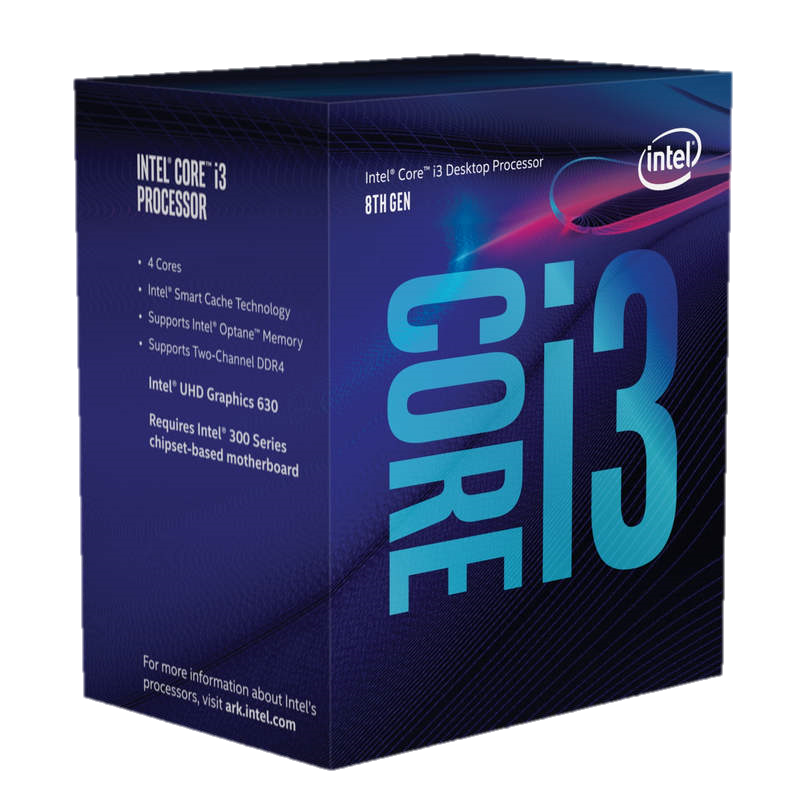 INTEL® CORE™ i3
PROCESSOR
• 4 Cores
• Intel® Smart Cache Technology
• Supports Intel® Optane™ Memory
• Supports Two-Channel DDR4
Intel® UHD Graphics 630
Requires Intel® 300 Series
chipset-based motherboard
For more information about Intel's
processors, visit ark.intel.com
Intel® Core™ i3 Desktop Processor
8TH GEN
intel®
CORE
i3